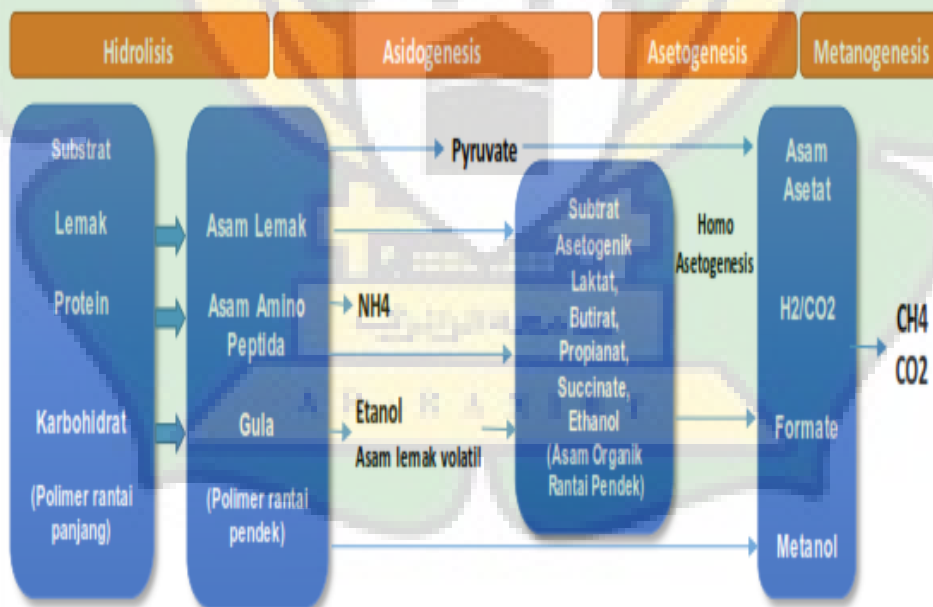 Hidrolisis
Asidogenesis
Asetogenesis
Metanogenesis
Substrat
Lemak
Protein
Karbohidrat
(Polimer rantai
panjang)
Asam Lemak
Asam Amino
Peptida
Gula
(Polimer rantai
pendek)
Pyruvate
NH4
Etanol
Asam lemak volatil
Subtrat
Asetogenik
Laktat,
Butirat,
Propianat,
Succinate,
Ethanol
(Asam Organik
Rantai Pendek)
Homo
Asetogenesis
Asam
Asetat
H2/CO2
Formate
Metanol
CH4
CO2